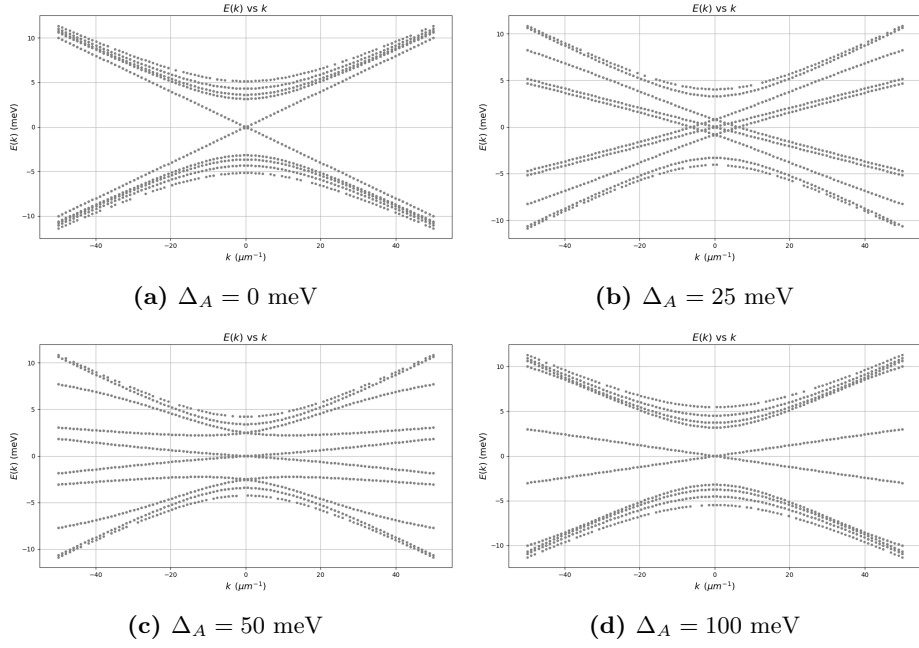 E(k) vs k
10
5
0
−5
−10
E(k) (meV)
−40 −20 0 20 40
k (μm⁻¹)
(a) Δ_A = 0 meV
E(k) vs k
10
5
0
−5
−10
E(k) (meV)
−40 −20 0 20 40
k (μm⁻¹)
(b) Δ_A = 25 meV
E(k) vs k
10
5
0
−5
−10
E(k) (meV)
−40 −20 0 20 40
k (μm⁻¹)
(c) Δ_A = 50 meV
E(k) vs k
10
5
0
−5
−10
E(k) (meV)
−40 −20 0 20 40
k (μm⁻¹)
(d) Δ_A = 100 meV